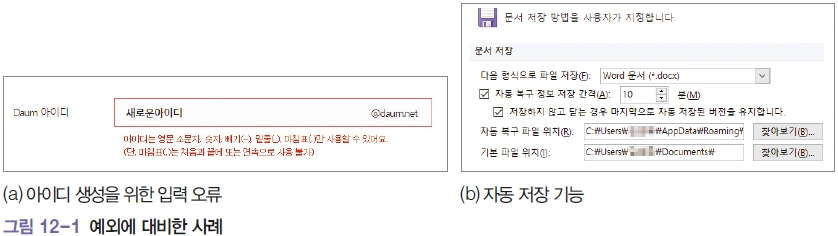 Daum 아이디
새로운아이디
@daum.net
아이디는 영문 소문자, 숫자, 빼기(-), 밑줄(_), 마침표(.)만 사용할 수 있어요.
(단, 마침표(.)는 처음과 끝에 또는 연속으로 사용 불가)
(a) 아이디 생성을 위한 입력 오류
문서 저장 방법을 사용자가 지정합니다.
문서 저장
다음 형식으로 파일 저장(F): Word 문서 (*.docx)
자동 복구 정보 저장 간격(A): 10 분(M)
저장하지 않고 닫는 경우 마지막으로 자동 저장된 버전을 유지합니다.
자동 복구 파일 위치(R): C:₩Users₩ ₩AppData₩Roaming₩ 찾아보기(B)...
기본 파일 위치(I): C:₩Users₩ ₩Documents₩ 찾아보기(B)...
(b) 자동 저장 기능
그림 12-1 예외에 대비한 사례